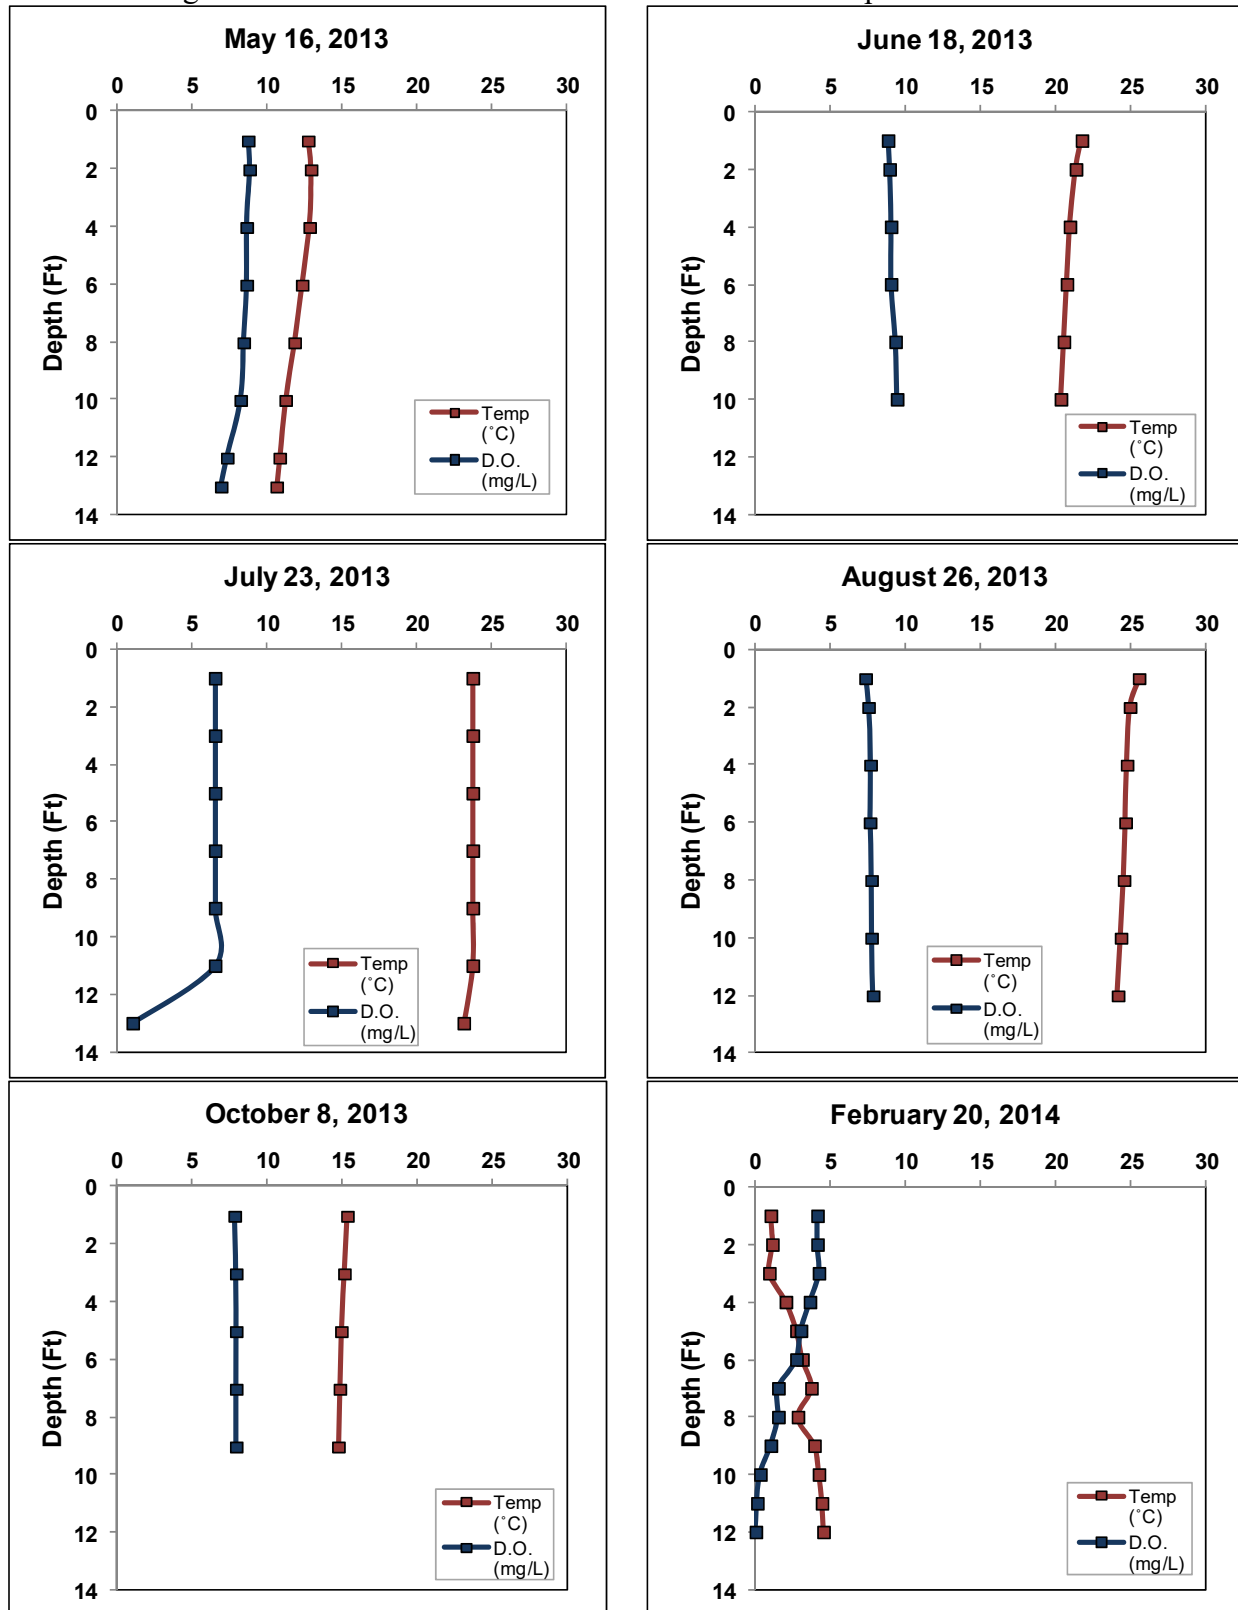 May 16, 2013
0 5 10 15 20 25 30
0
2
4
6
8
10
12
14
Depth (Ft)
Temp
(˚C)
D.O.
(mg/L)
June 18, 2013
0 5 10 15 20 25 30
0
2
4
6
8
10
12
14
Depth (Ft)
Temp
(˚C)
D.O.
(mg/L)
July 23, 2013
0 5 10 15 20 25 30
0
2
4
6
8
10
12
14
Depth (Ft)
Temp
(˚C)
D.O.
(mg/L)
August 26, 2013
0 5 10 15 20 25 30
0
2
4
6
8
10
12
14
Depth (Ft)
Temp
(˚C)
D.O.
(mg/L)
October 8, 2013
0 5 10 15 20 25 30
0
2
4
6
8
10
12
14
Depth (Ft)
Temp
(˚C)
D.O.
(mg/L)
February 20, 2014
0 5 10 15 20 25 30
0
2
4
6
8
10
12
14
Depth (Ft)
Temp
(˚C)
D.O.
(mg/L)